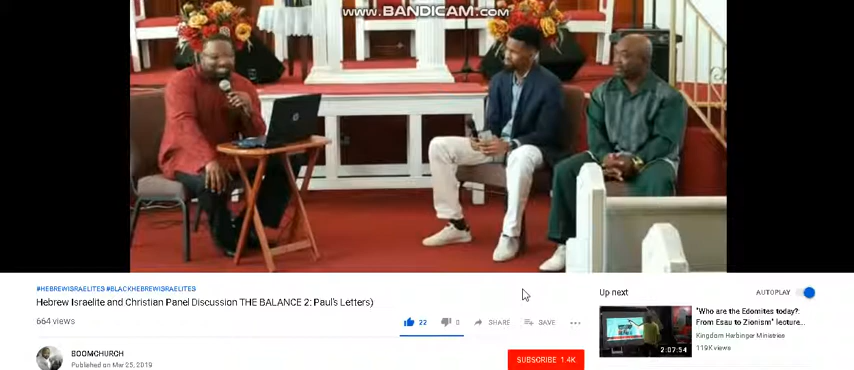 www.BANDICAM.com
#HEBREWISRAELITES #BLACKHEBREWISRAELITES
Hebrew Israelite and Christian Panel Discussion THE BALANCE 2: Paul's Letters)
664 views
22
0
SHARE
SAVE
BOOMCHURCH
Published on Mar 25, 2019
SUBSCRIBE 1.4K
Up next
AUTOPLAY
"Who are the Edomites today?:
From Esau to Zionism" lecture...
Kingdom Harbinger Ministries
119K views
2:07:54